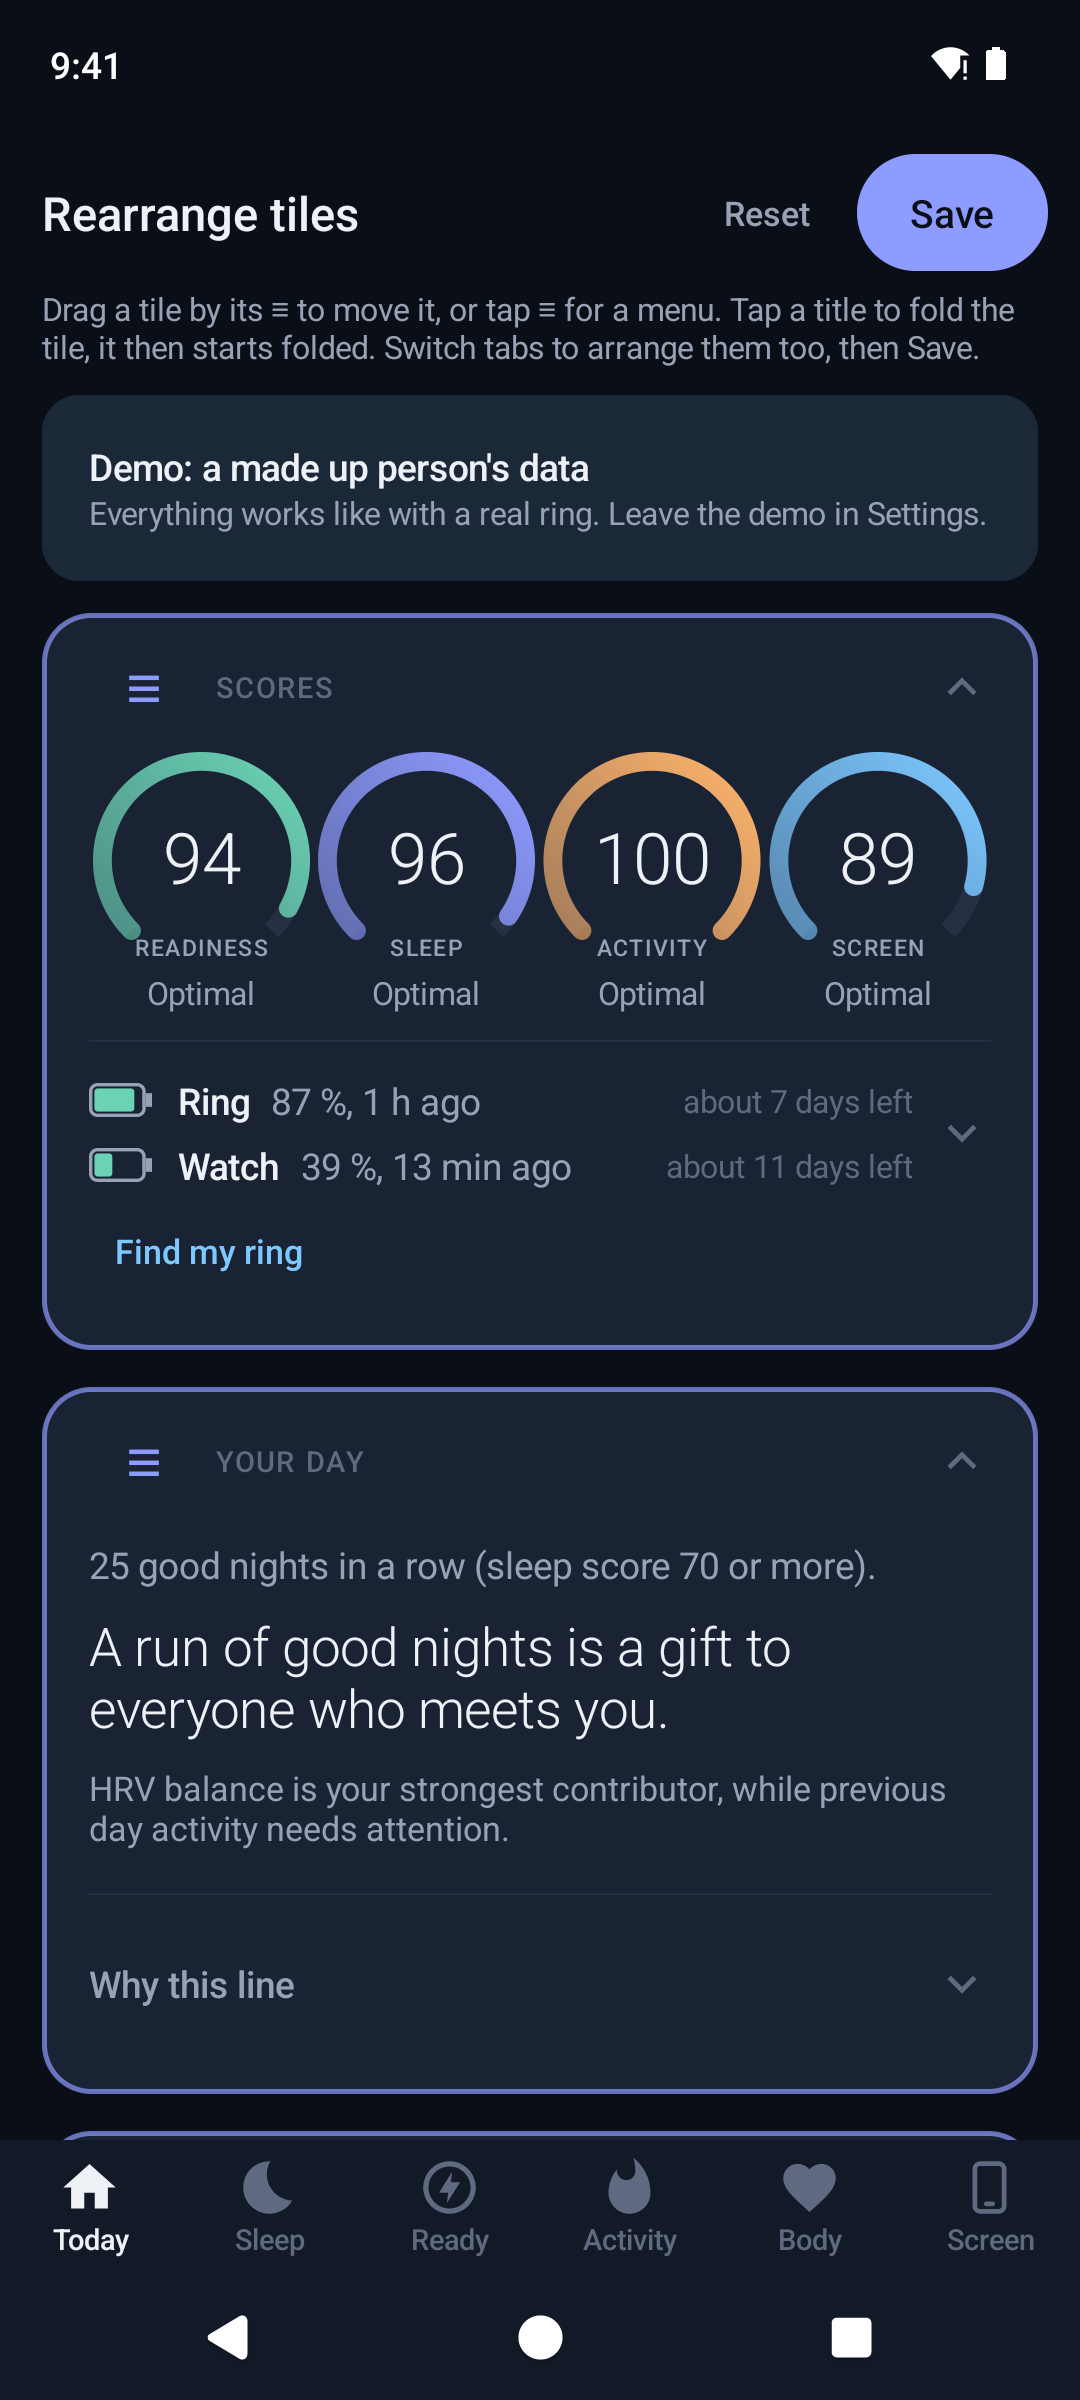 9:41
Rearrange tiles
Reset
Save
Drag a tile by its ≡ to move it, or tap ≡ for a menu. Tap a title to fold the
tile, it then starts folded. Switch tabs to arrange them too, then Save.
Demo: a made up person's data
Everything works like with a real ring. Leave the demo in Settings.
SCORES
94 96 100 89
READINESS SLEEP ACTIVITY SCREEN
Optimal Optimal Optimal Optimal
Ring 87 %, 1 h ago about 7 days left
Watch 39 %, 13 min ago about 11 days left
Find my ring
YOUR DAY
25 good nights in a row (sleep score 70 or more).
A run of good nights is a gift to
everyone who meets you.
HRV balance is your strongest contributor, while previous
day activity needs attention.
Why this line
Today Sleep Ready Activity Body Screen